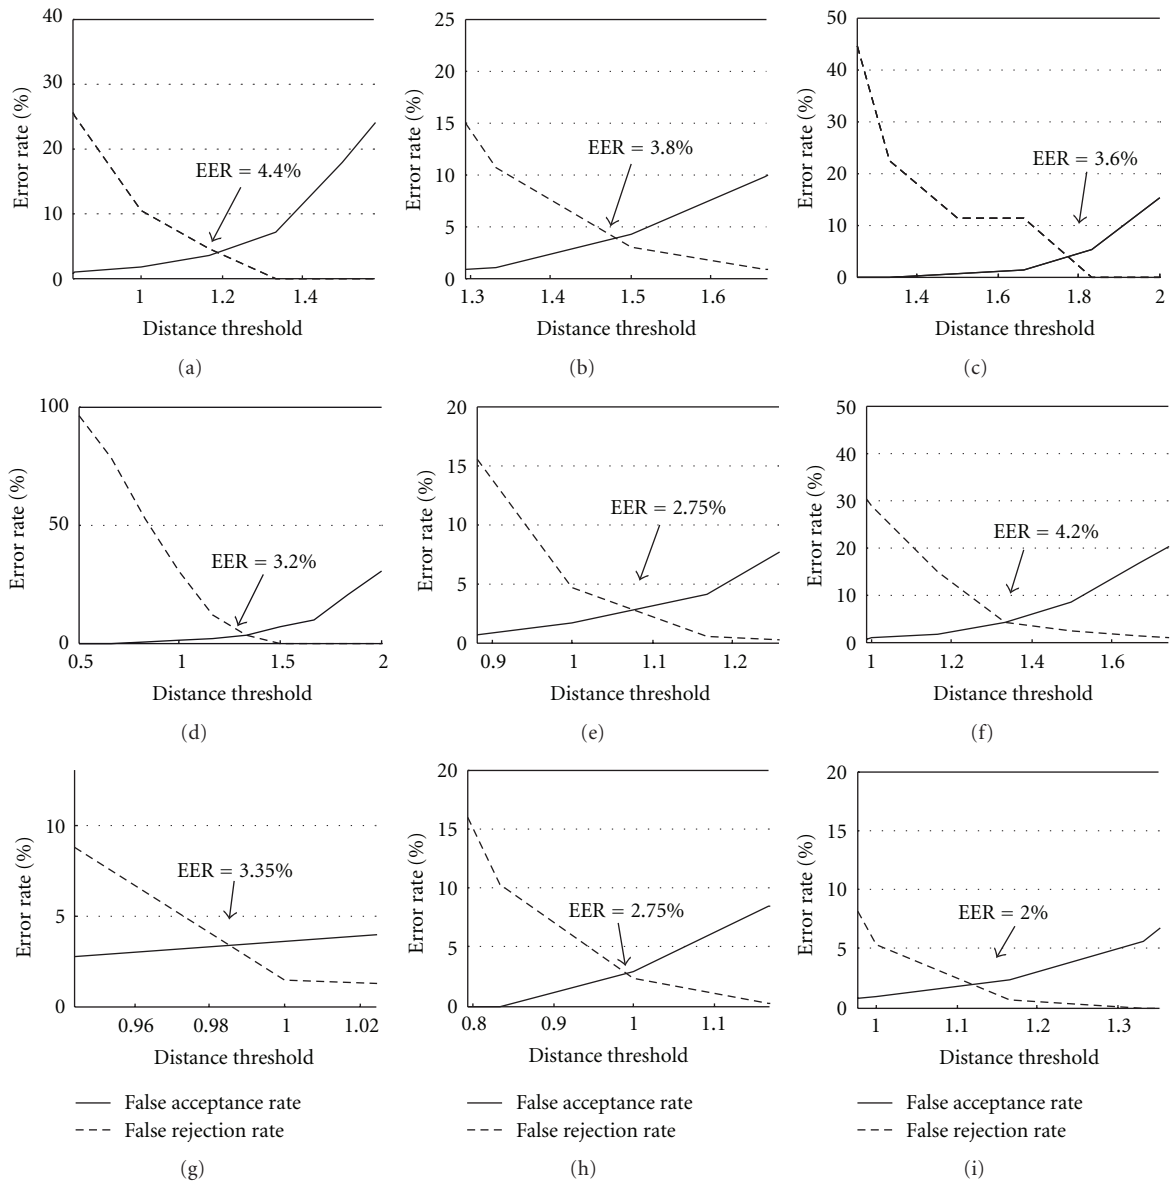 40
30
20
10
0
Error rate (%)
EER = 4.4%
1
1.2
1.4
Distance threshold
(a)
25
20
15
10
5
0
Error rate (%)
EER = 3.8%
1.3
1.4
1.5
1.6
Distance threshold
(b)
50
40
30
20
10
0
Error rate (%)
EER = 3.6%
1.4
1.6
1.8
2
Distance threshold
(c)
100
50
0
Error rate (%)
EER = 3.2%
0.5
1
1.5
2
Distance threshold
(d)
20
15
10
5
0
Error rate (%)
EER = 2.75%
0.9
1
1.1
1.2
Distance threshold
(e)
50
40
30
20
10
0
Error rate (%)
EER = 4.2%
1
1.2
1.4
1.6
Distance threshold
(f)
10
5
0
Error rate (%)
EER = 3.35%
0.96
0.98
1
1.02
Distance threshold
False acceptance rate
False rejection rate
(g)
20
15
10
5
0
Error rate (%)
EER = 2.75%
0.8
0.9
1
1.1
Distance threshold
False acceptance rate
False rejection rate
(h)
20
15
10
5
0
Error rate (%)
EER = 2%
1
1.1
1.2
1.3
Distance threshold
False acceptance rate
False rejection rate
(i)